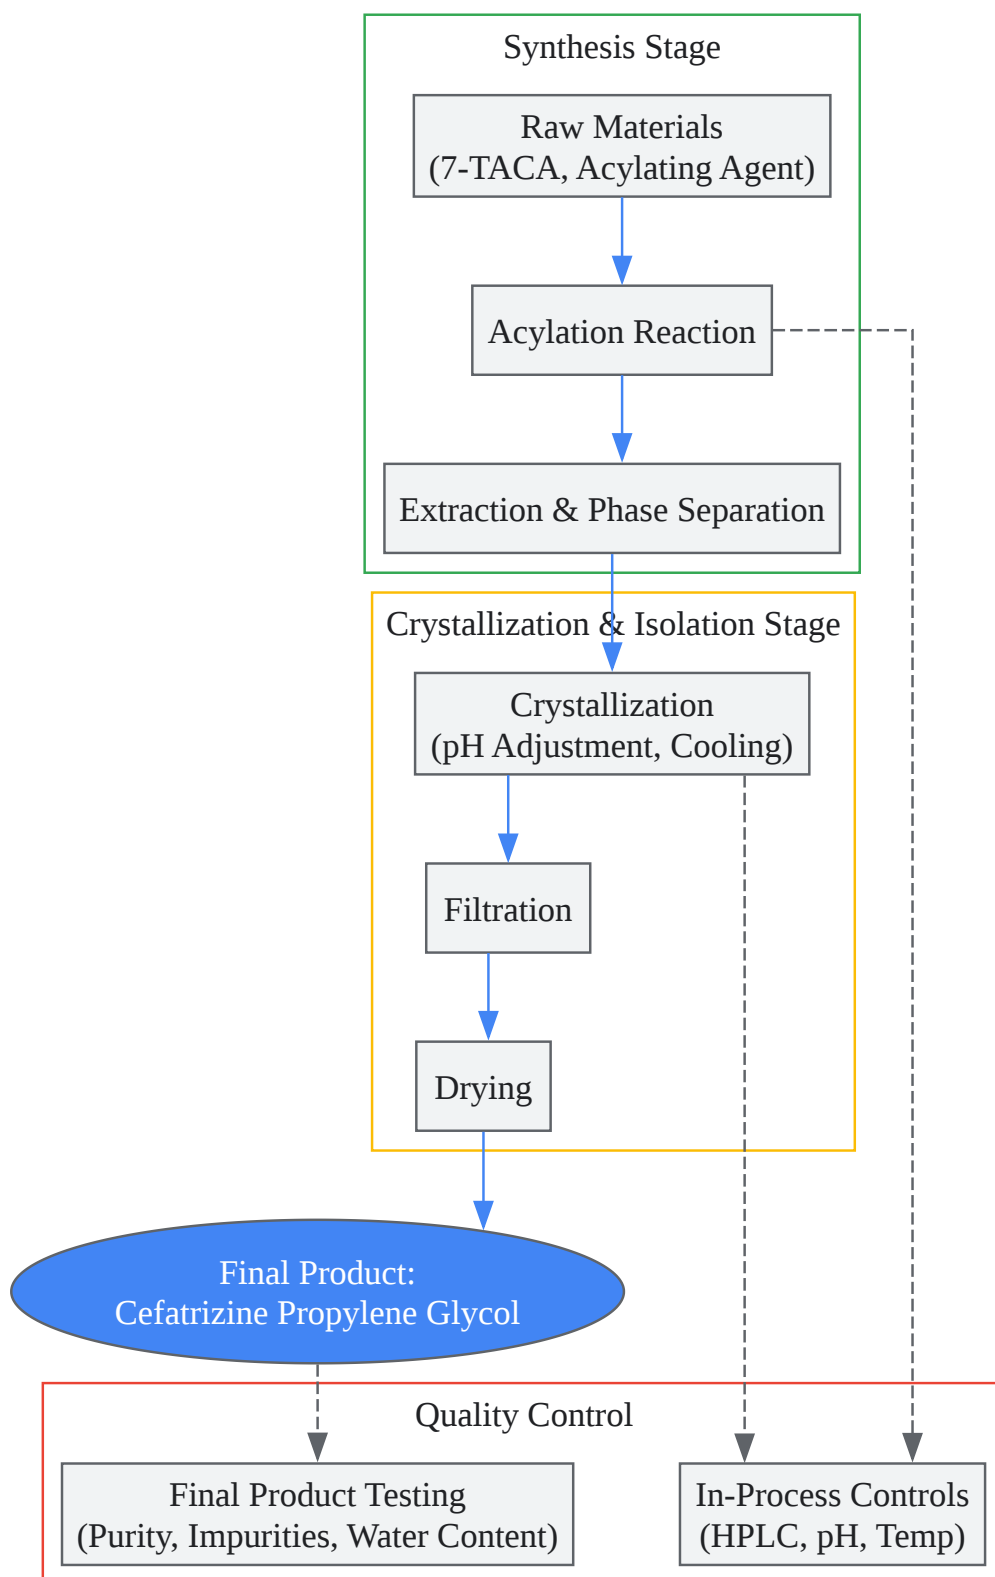 Synthesis Stage
Raw Materials
(7-TACA, Acylating Agent)
Acylation Reaction
Extraction & Phase Separation
Crystallization & Isolation Stage
Crystallization
(pH Adjustment, Cooling)
Filtration
Drying
Final Product:
Cefatrizine Propylene Glycol
Quality Control
Final Product Testing
(Purity, Impurities, Water Content)
In-Process Controls
(HPLC, pH, Temp)